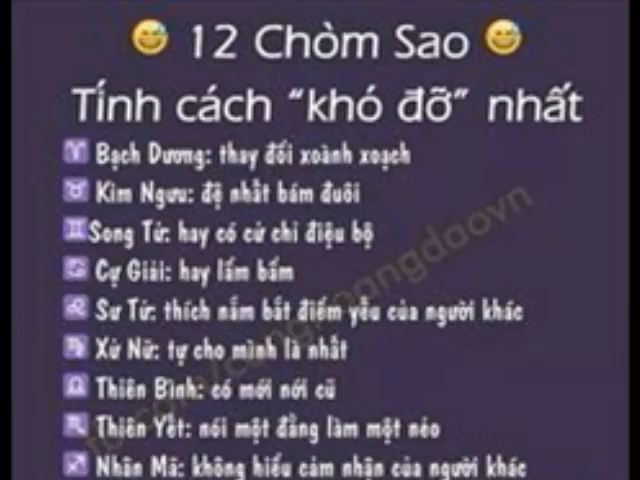 😅 12 Chòm Sao 😅
Tính cách “khó đỡ” nhất
♈ Bạch Dương: thay đổi xoành xoạch
♉ Kim Ngưu: đệ nhất bám đuôi
♊ Song Tử: hay có cử chỉ điệu bộ
♋ Cự Giải: hay lẩm bẩm
♌ Sư Tử: thích nắm bắt điểm yếu của người khác
♍ Xử Nữ: tự cho mình là nhất
♎ Thiên Bình: có mới nới cũ
♏ Thiên Yết: nói một đằng làm một nẻo
♐ Nhân Mã: không hiểu cảm nhận của người khác